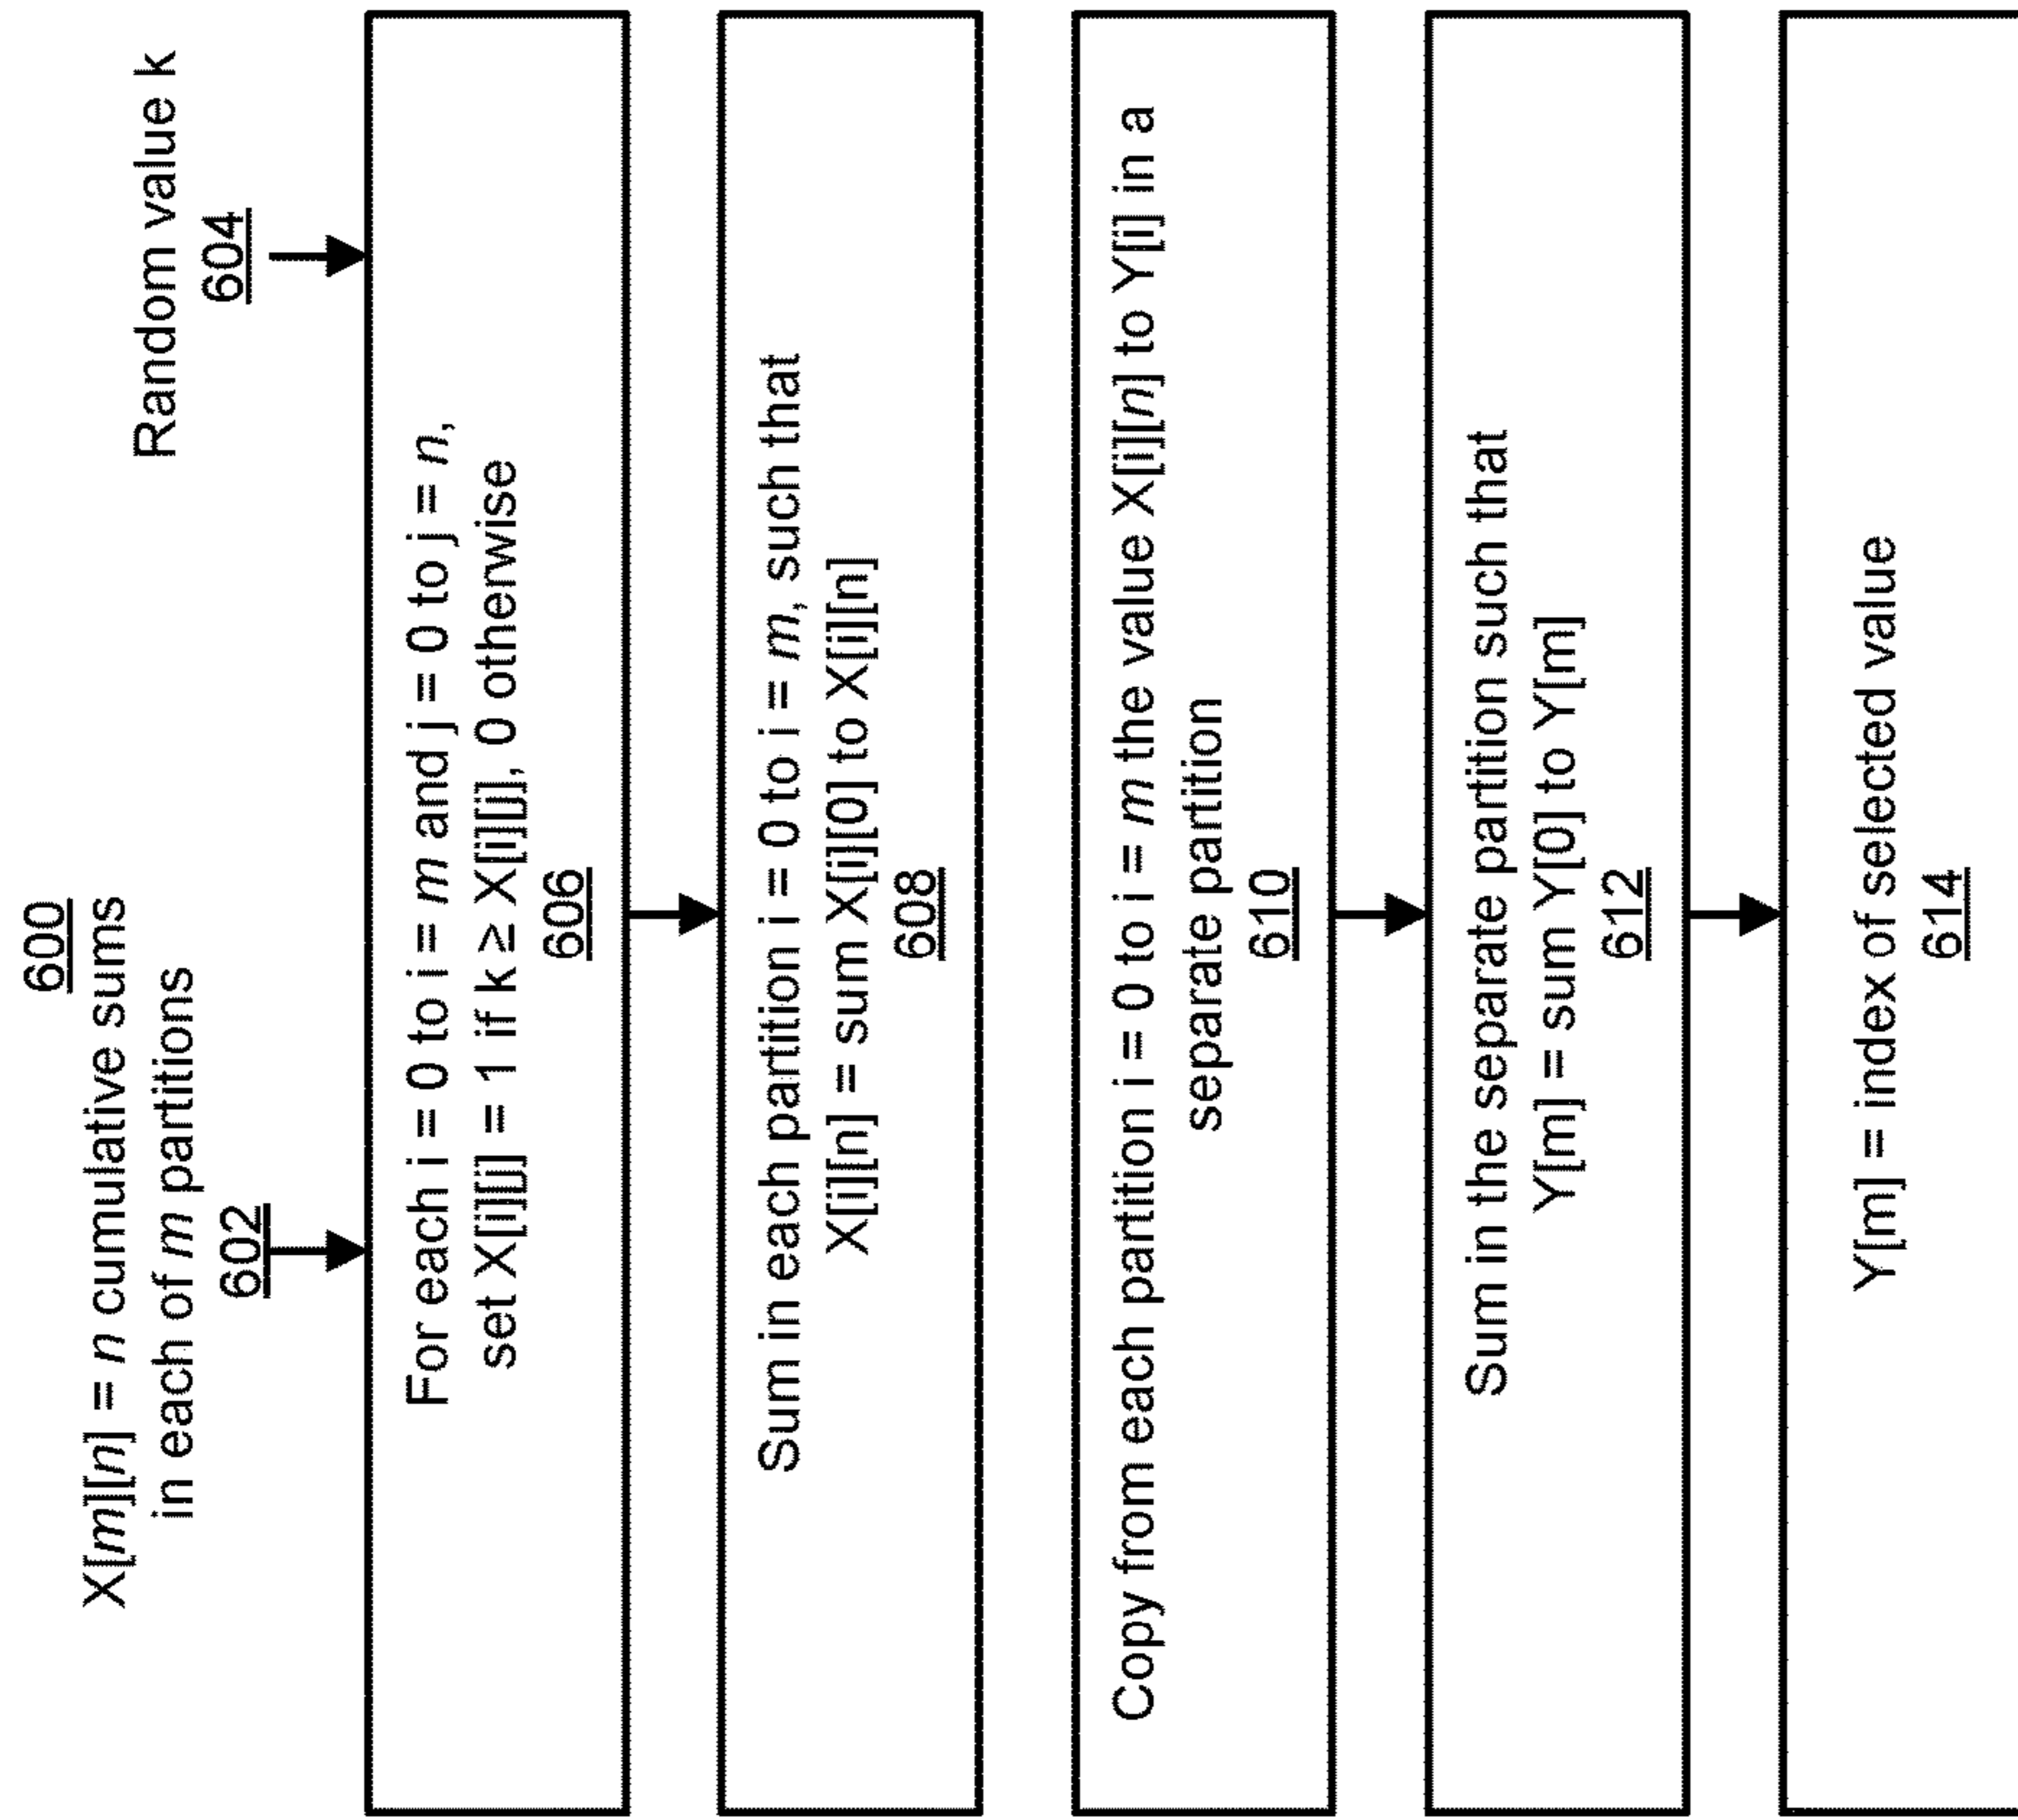 600
X[m][n] = n cumulative sums
in each of m partitions
602
Random value k
604
For each i = 0 to i = m and j = 0 to j = n,
set X[i][j] = 1 if k ≥ X[i][j], 0 otherwise
606
Sum in each partition i = 0 to i = m, such that
X[i][n] = sum X[i][0] to X[i][n]
608
Copy from each partition i = 0 to i = m the value X[i][n] to Y[i] in a
separate partition
610
Sum in the separate partition such that
Y[m] = sum Y[0] to Y[m]
612
Y[m] = index of selected value
614